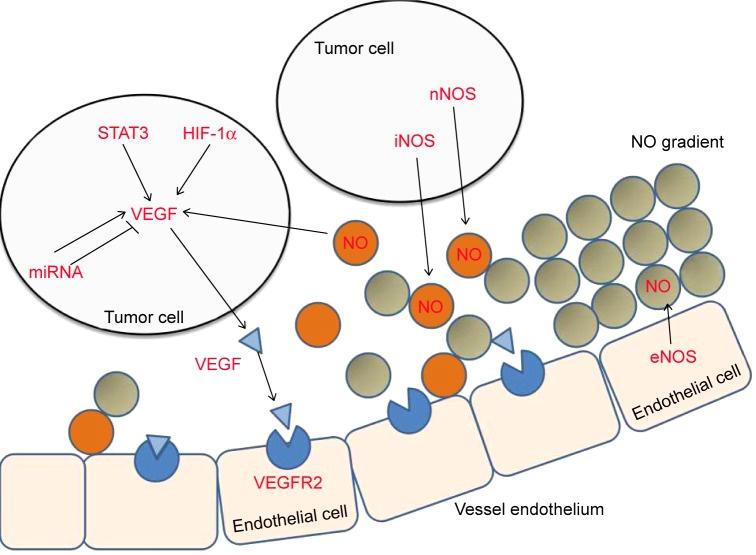 Tumor cell
nNOS
iNOS
STAT3
HIF-1α
VEGF
miRNA
Tumor cell
NO gradient
NO
NO
NO
NO
VEGF
eNOS
Endothelial cell
VEGFR2
Endothelial cell
Vessel endothelium